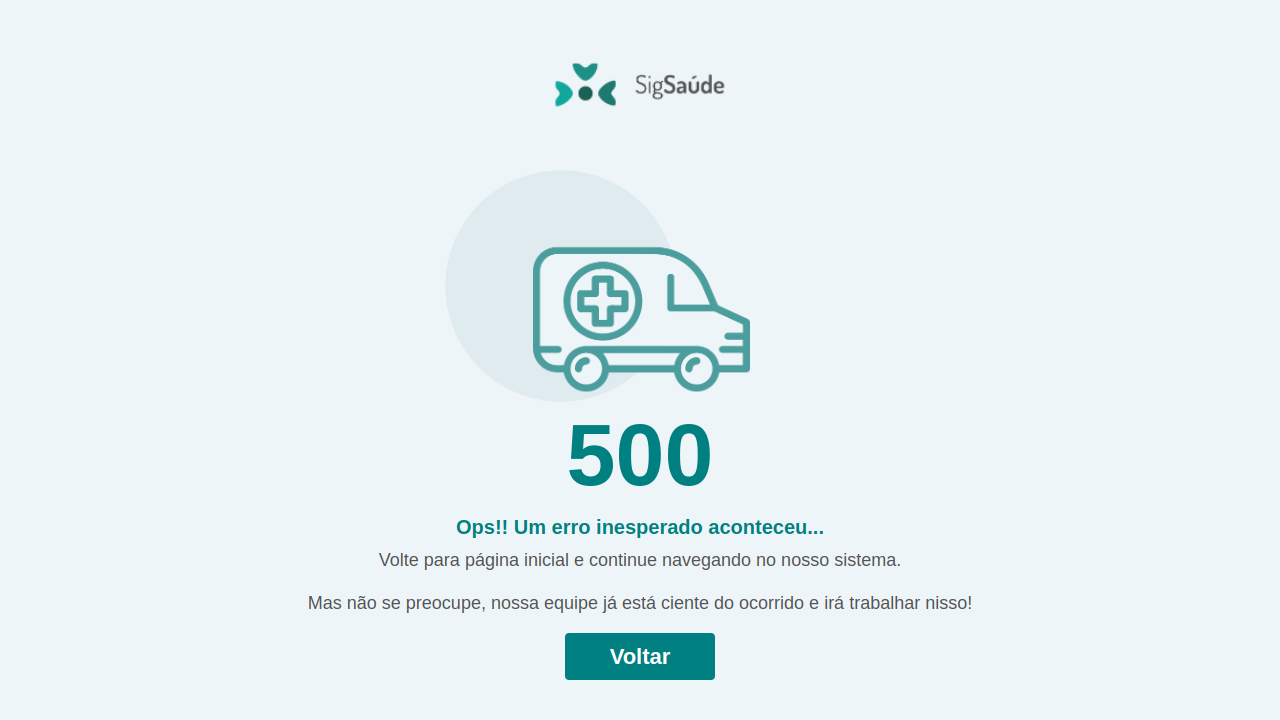 SigSaúde
500
Ops!! Um erro inesperado aconteceu...
Volte para página inicial e continue navegando no nosso sistema.
Mas não se preocupe, nossa equipe já está ciente do ocorrido e irá trabalhar nisso!
Voltar